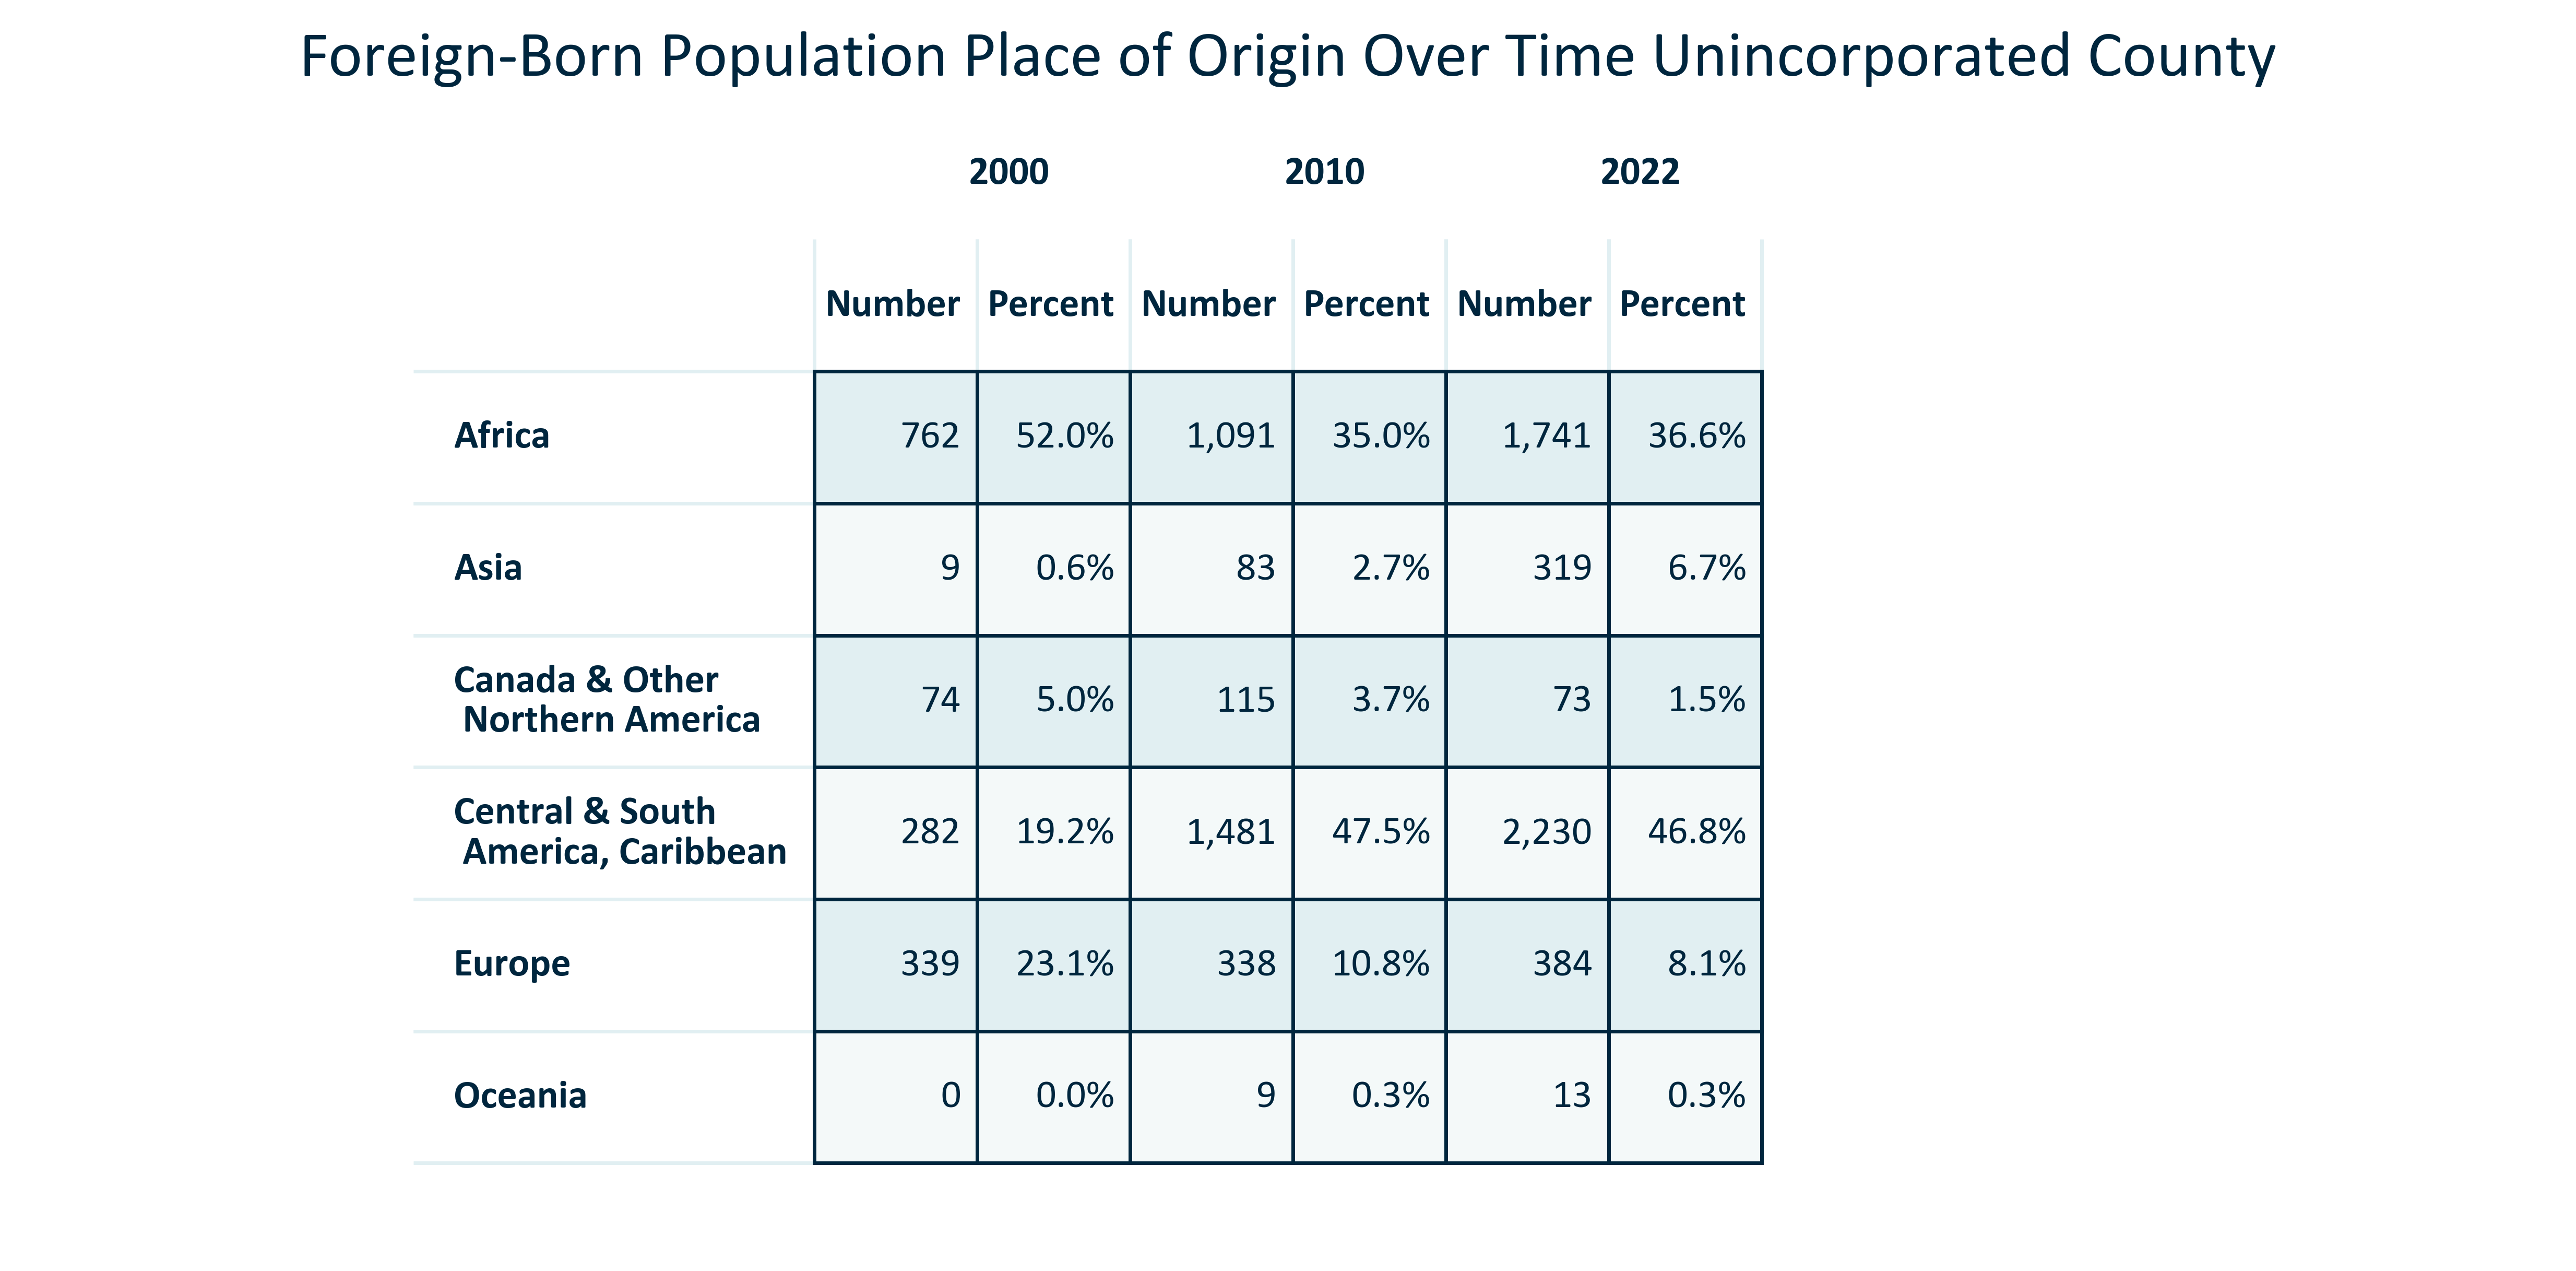 Foreign-Born Population Place of Origin Over Time Unincorporated County
2000 2010 2022
Number Percent Number Percent Number Percent
Africa 762 52.0% 1,091 35.0% 1,741 36.6%
Asia 9 0.6% 83 2.7% 319 6.7%
Canada & Other
Northern America 74 5.0% 115 3.7% 73 1.5%
Central & South
America, Caribbean 282 19.2% 1,481 47.5% 2,230 46.8%
Europe 339 23.1% 338 10.8% 384 8.1%
Oceania 0 0.0% 9 0.3% 13 0.3%